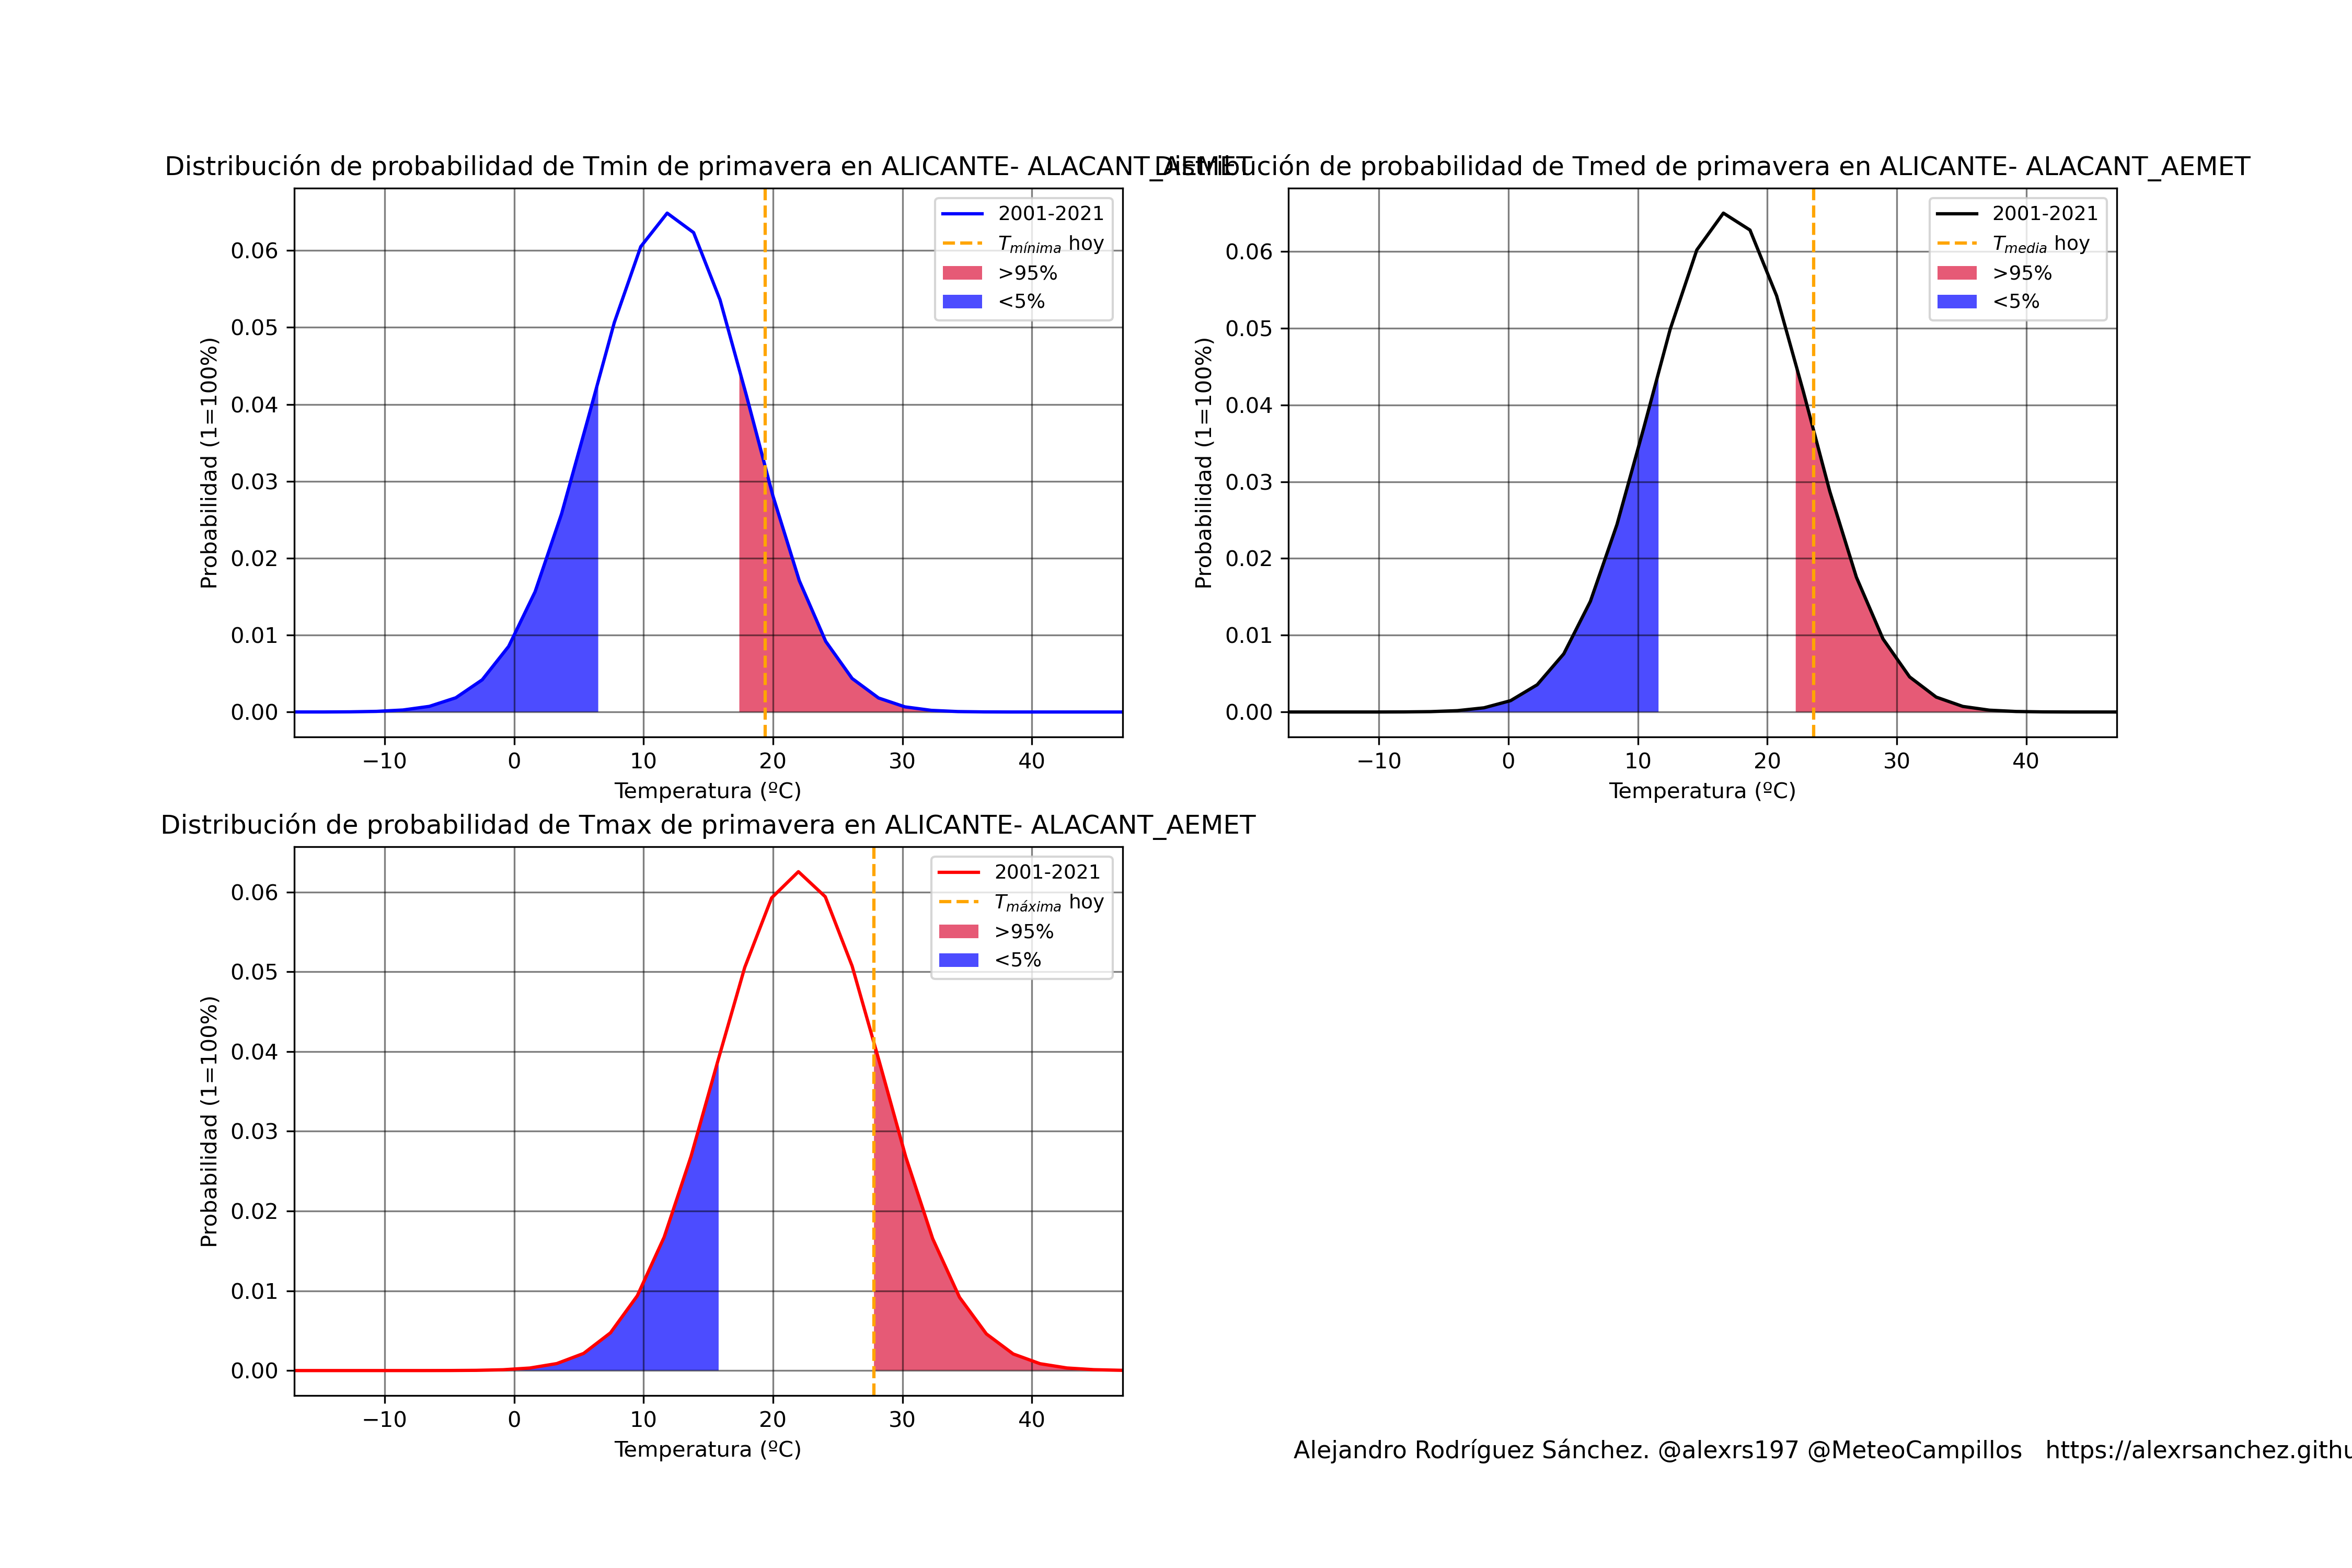 Distribución de probabilidad de Tmin de primavera en ALICANTE- ALACANT_AEMET
0.06
0.05
0.04
0.03
0.02
0.01
0.00
Probabilidad (1=100%)
−10 0 10 20 30 40
Temperatura (ºC)
2001-2021
Tmínima hoy
>95%
<5%
Distribución de probabilidad de Tmed de primavera en ALICANTE- ALACANT_AEMET
0.06
0.05
0.04
0.03
0.02
0.01
0.00
Probabilidad (1=100%)
−10 0 10 20 30 40
Temperatura (ºC)
2001-2021
Tmedia hoy
>95%
<5%
Distribución de probabilidad de Tmax de primavera en ALICANTE- ALACANT_AEMET
0.06
0.05
0.04
0.03
0.02
0.01
0.00
Probabilidad (1=100%)
−10 0 10 20 30 40
Temperatura (ºC)
2001-2021
Tmáxima hoy
>95%
<5%
Alejandro Rodríguez Sánchez. @alexrs197 @MeteoCampillos https://alexrsanchez.githu